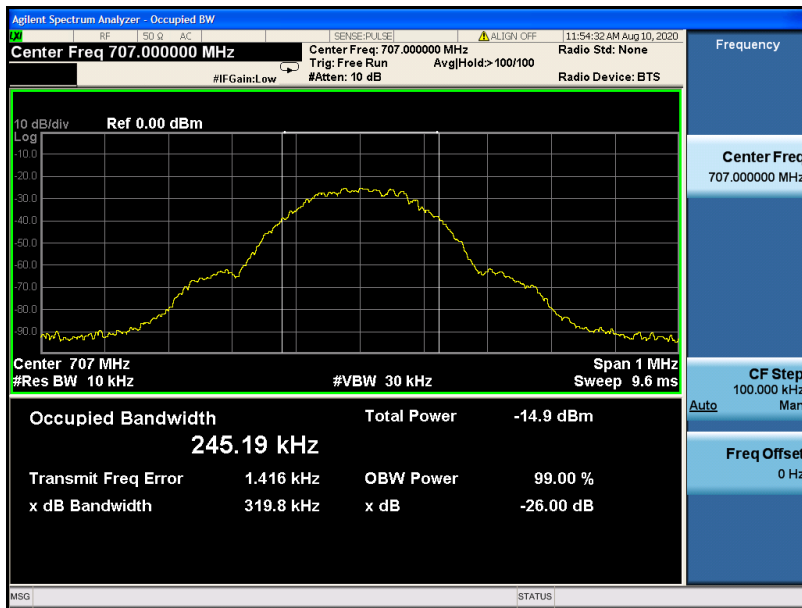 Agilent Spectrum Analyzer - Occupied BW
LXI RF 50 Ω AC SENSE:PULSE ALIGN OFF 11:54:32 AM Aug 10, 2020
Center Freq 707.000000 MHz
Center Freq: 707.000000 MHz Radio Std: None
Trig: Free Run Avg|Hold:>100/100
#IFGain:Low #Atten: 10 dB Radio Device: BTS
10 dB/div Ref 0.00 dBm
Log
-10.0
-20.0
-30.0
-40.0
-50.0
-60.0
-70.0
-80.0
-90.0
Center 707 MHz Span 1 MHz
#Res BW 10 kHz #VBW 30 kHz Sweep 9.6 ms
Occupied Bandwidth Total Power -14.9 dBm
245.19 kHz
Transmit Freq Error 1.416 kHz OBW Power 99.00 %
x dB Bandwidth 319.8 kHz x dB -26.00 dB
MSG STATUS
Frequency
Center Freq
707.000000 MHz
CF Step
100.000 kHz
Auto Man
Freq Offset
0 Hz